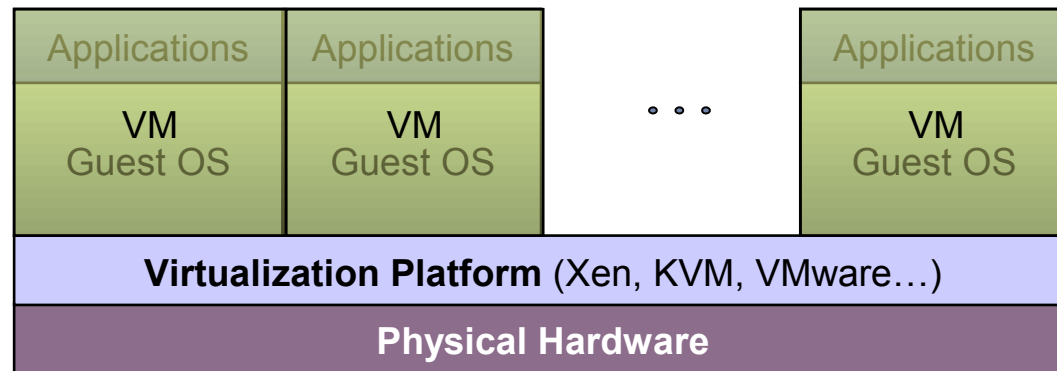 Applications
Applications
Applications
VM
Guest OS
VM
Guest OS
. . .
VM
Guest OS
Virtualization Platform (Xen, KVM, VMware…)
Physical Hardware